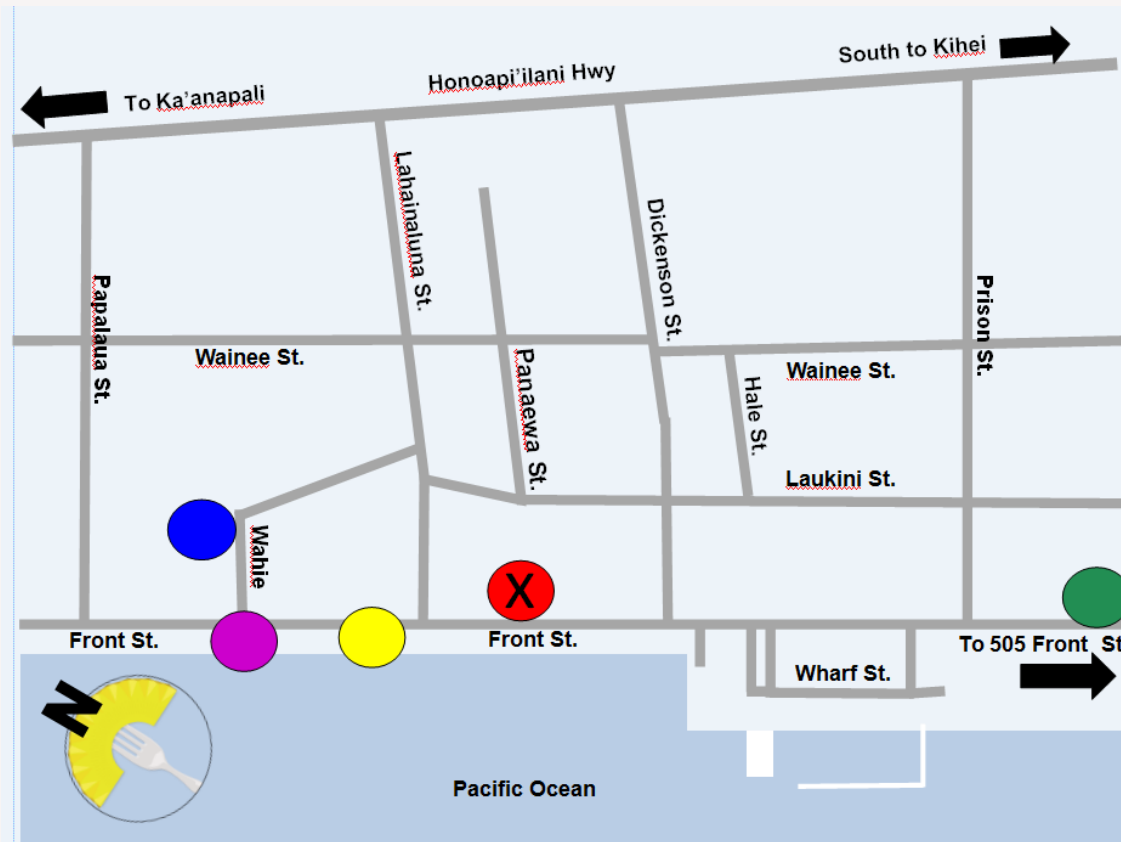 South to Kihei
Honoapi'ilani Hwy
To Ka'anapali
Lahainaluna St.
Dickenson St.
Papalaua St.
Prison St.
Wainee St.
Panaewa St.
Wainee St.
Hale St.
Laukini St.
Wahie
X
Front St.
Front St.
To 505 Front St
Wharf St.
N
Pacific Ocean